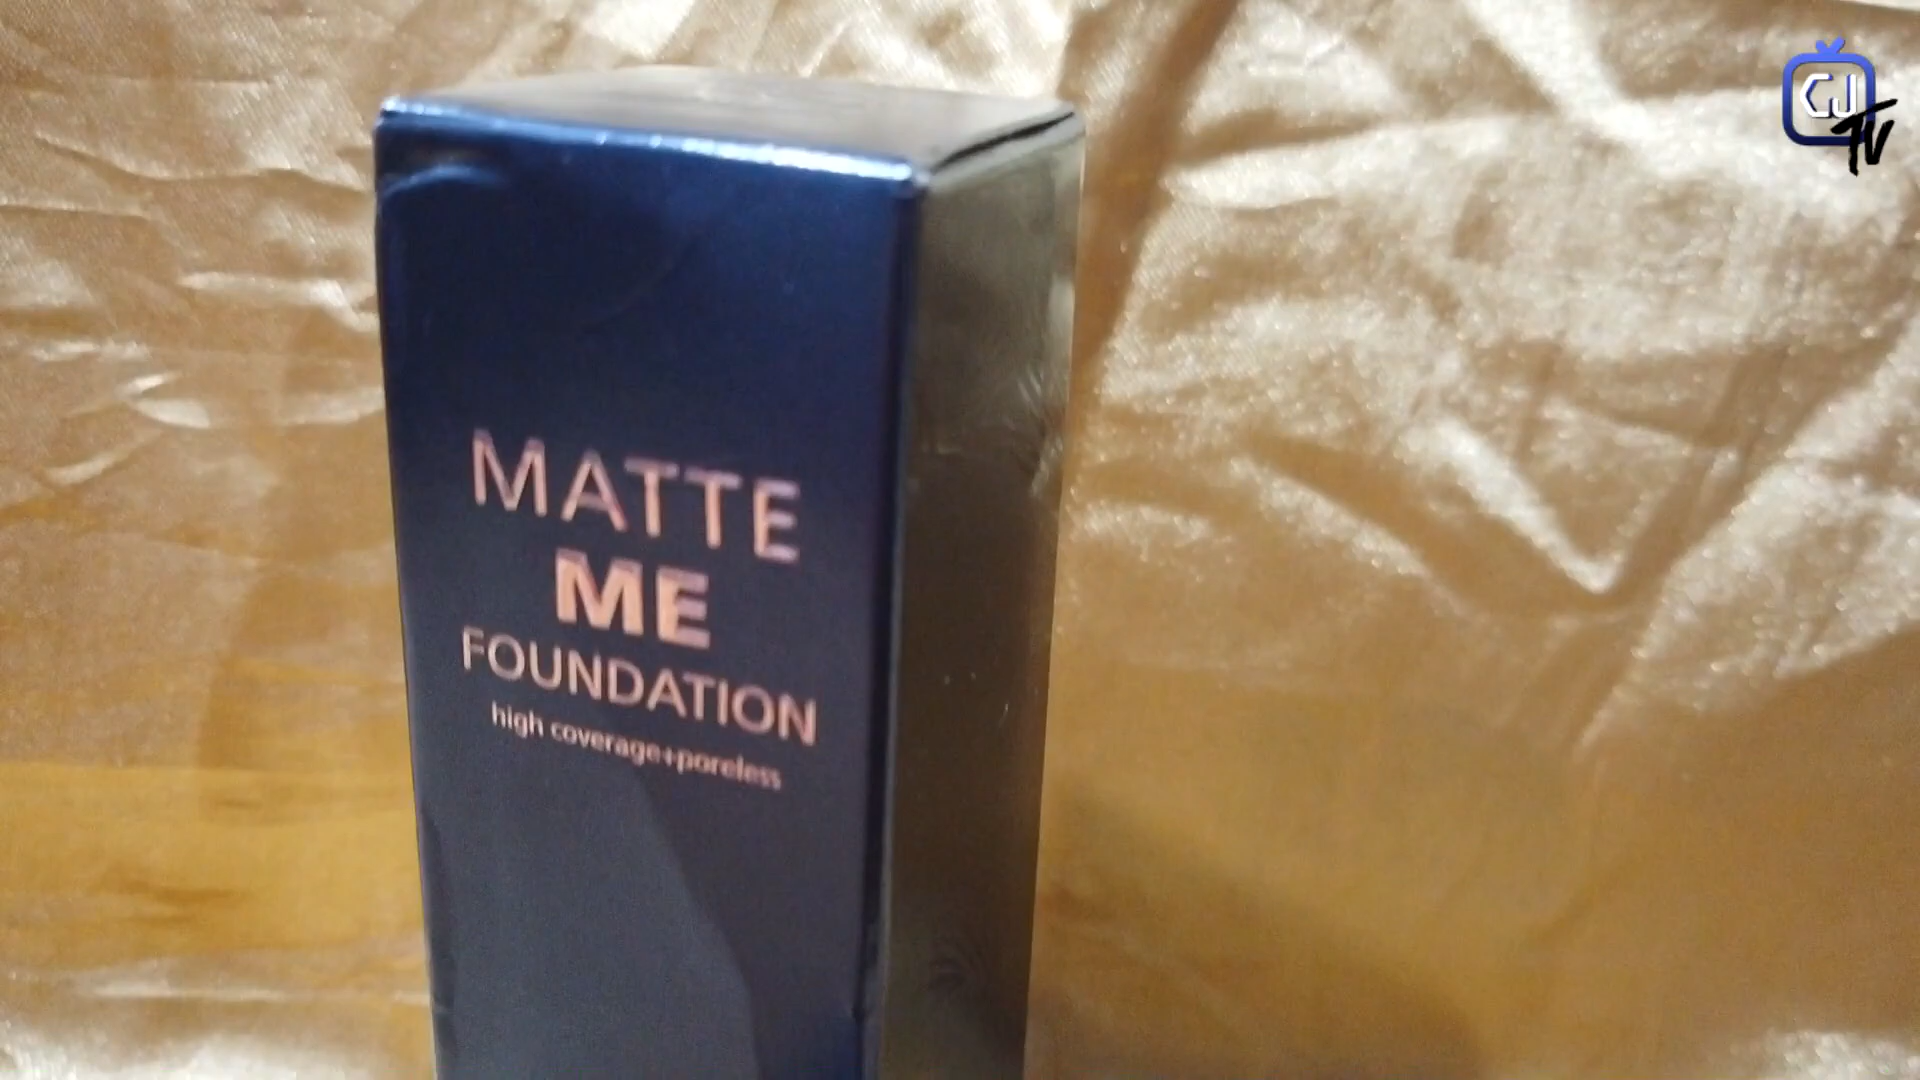 MATTE
ME
FOUNDATION
high coverage+poreless
CJ
TV